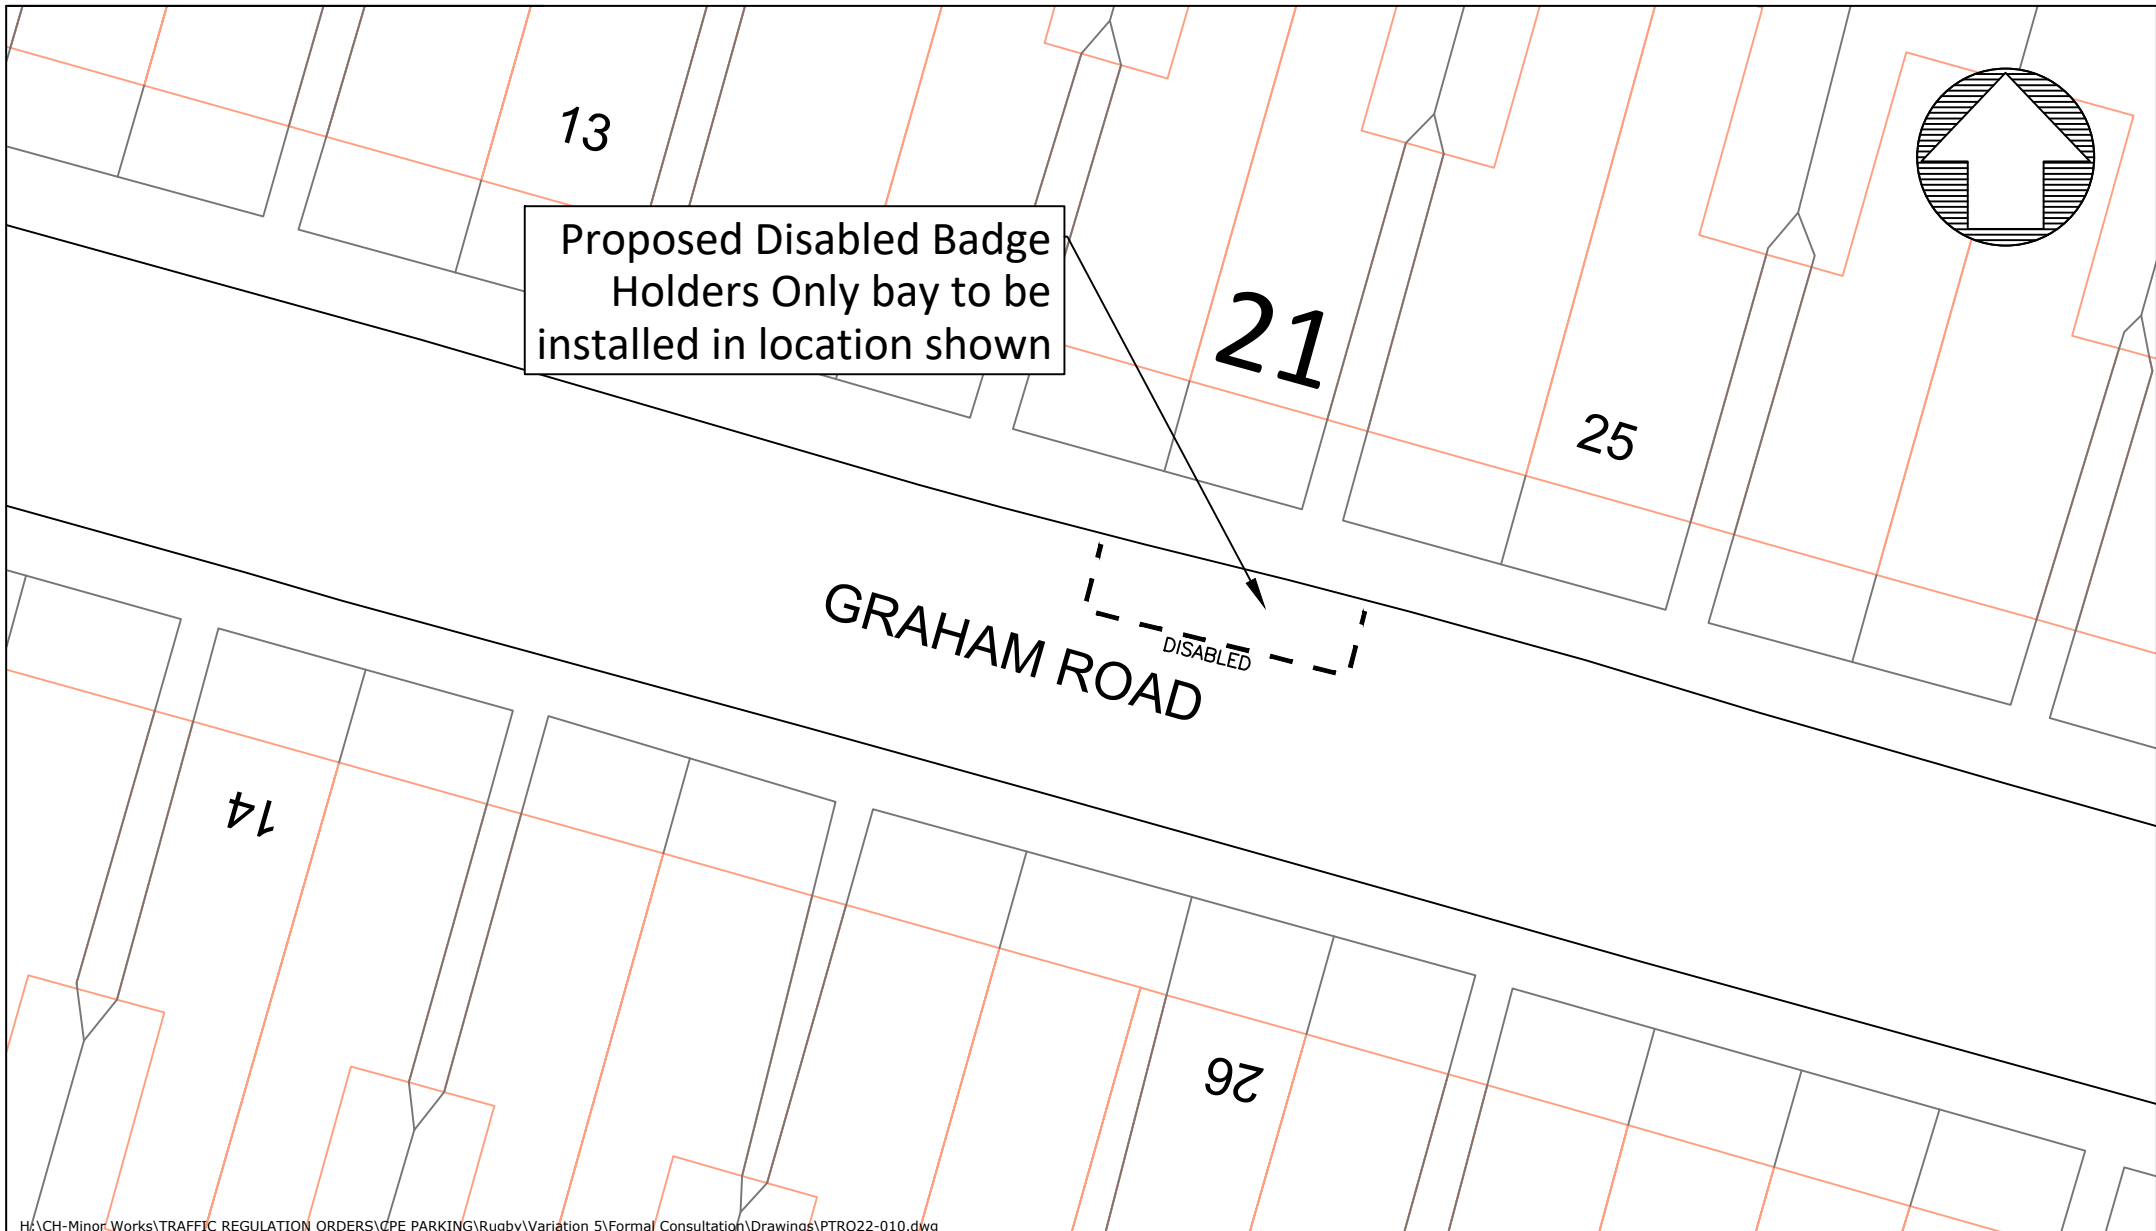 13
Proposed Disabled Badge
Holders Only bay to be
installed in location shown
21
25
GRAHAM ROAD
DISABLED
14
26
H:\CH-Minor Works\TRAFFIC REGULATION ORDERS\CPE PARKING\Rugby\Variation 5\Formal Consultation\Drawings\PTRO22-010.dwg